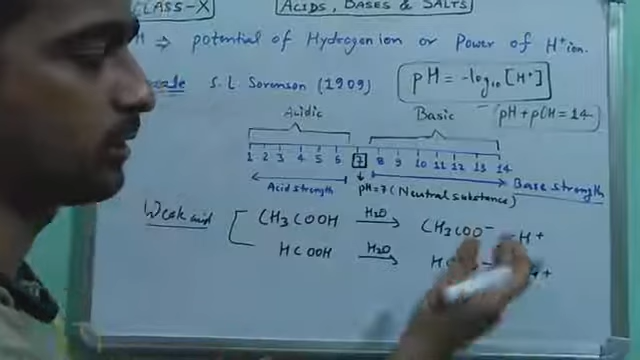 CLASS-X
ACIDS, BASES & SALTS
H ⇒ potential of Hydrogen ion or Power of H⁺ ion.
scale S. L. Sorenson (1909) pH = -log₁₀ [H⁺]
pH + pOH = 14
Acidic Basic
1 2 3 4 5 6 7 8 9 10 11 12 13 14
Acid strength pH=7 (Neutral substance) Base strength
Weak acid CH₃COOH H₂O → CH₃COO⁻ H⁺
HCOOH H₂O →